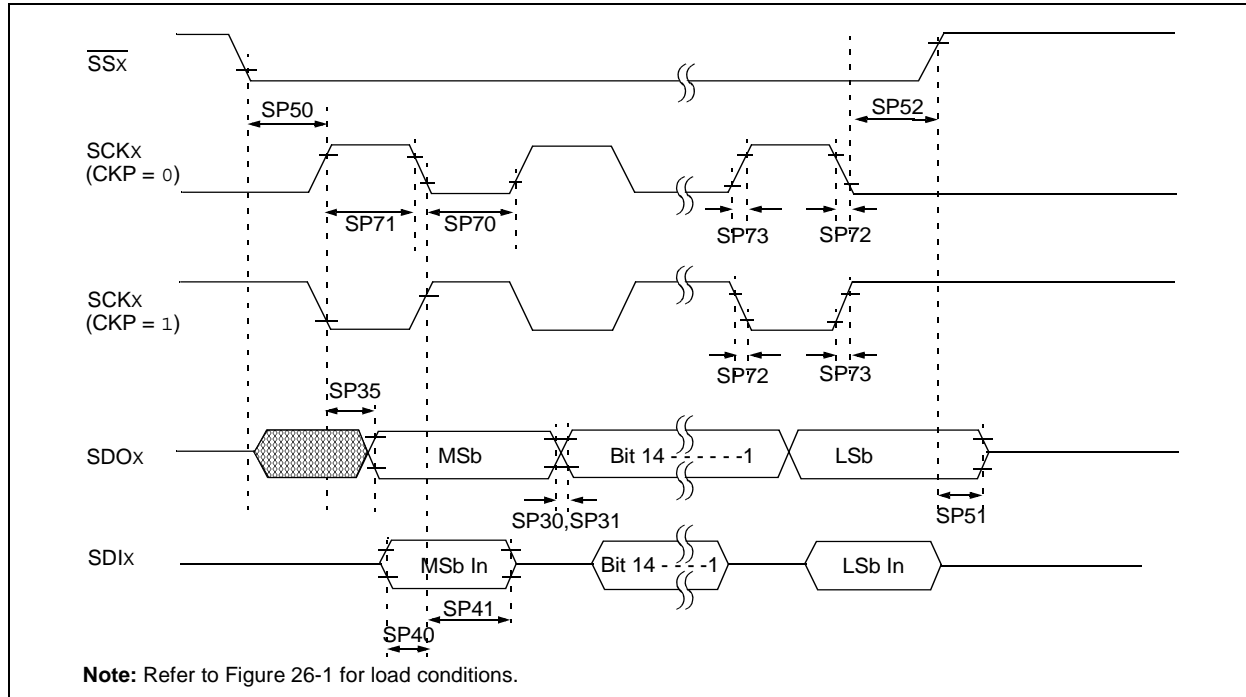 SSX
SP50
SP52
SCKX
(CKP = 0)
SP71
SP70
SP73
SP72
SCKX
(CKP = 1)
SP72
SP73
SP35
SDOX
MSb
Bit 14 - - - - - -1
LSb
SP30,SP31
SP51
SDIX
MSb In
Bit 14 - - - -1
LSb In
SP41
SP40
Note: Refer to Figure 26-1 for load conditions.